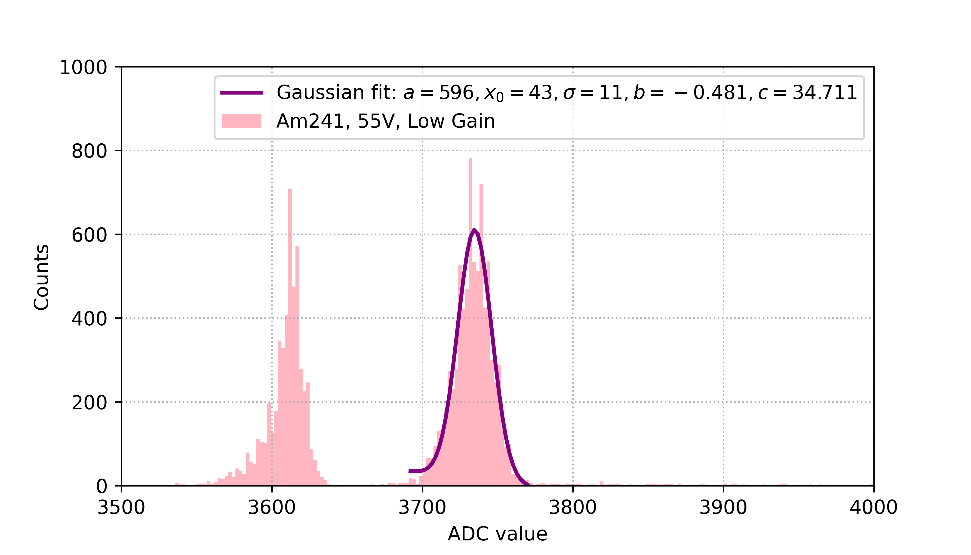 1000
800
600
400
200
0
Counts
Gaussian fit: a = 596, x₀ = 43, σ = 11, b = −0.481, c = 34.711
Am241, 55V, Low Gain
3500 3600 3700 3800 3900 4000
ADC value